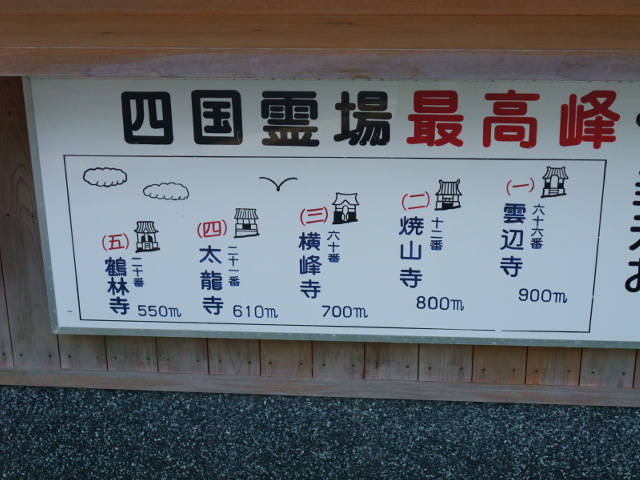 四国霊場最高峰・
(一)
六十六番
雲辺寺
900m
(二)
十二番
焼山寺
800m
(三)
六十番
横峰寺
700m
(四)
二十一番
太龍寺
610m
(五)
二十番
鶴林寺
550m